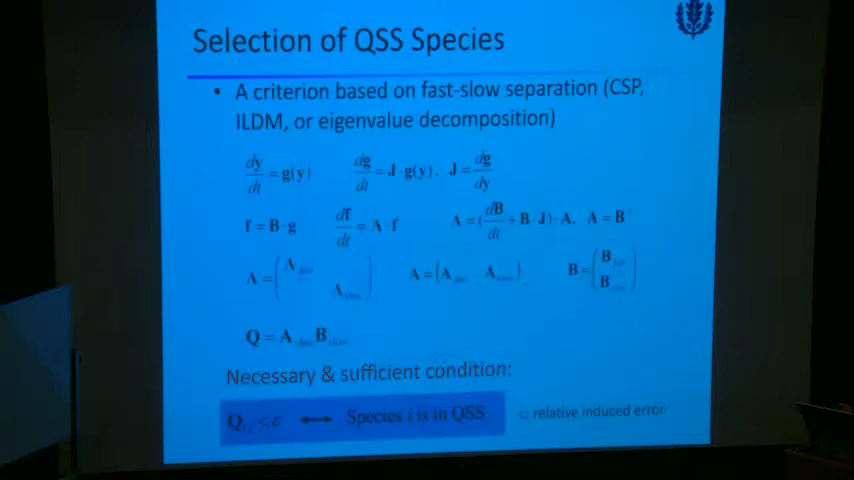 Selection of QSS Species
• A criterion based on fast-slow separation (CSP,
ILDM, or eigenvalue decomposition)
dy/dt = g(y)   dg/dt = J · g(y),   J = dg/dy
f = B · g   df/dt = Λ · f   Λ = (dB/dt + B · J) · A,   A = B
Λ = (Λ Λ)   A = (A A)   B = (B B)
Q = A B
Necessary & sufficient condition:
Q < ε ↔ Species i is in QSS   relative induced error